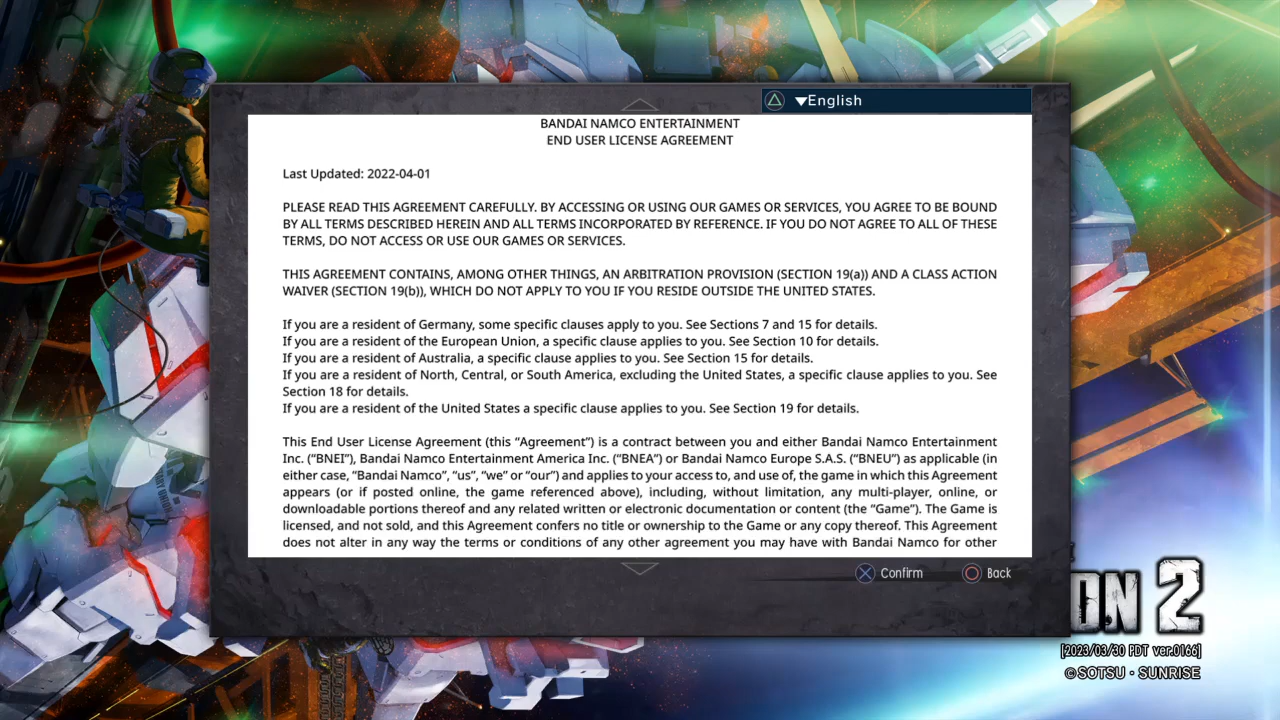 ▼English
BANDAI NAMCO ENTERTAINMENT
END USER LICENSE AGREEMENT
Last Updated: 2022-04-01
PLEASE READ THIS AGREEMENT CAREFULLY. BY ACCESSING OR USING OUR GAMES OR SERVICES, YOU AGREE TO BE BOUND
BY ALL TERMS DESCRIBED HEREIN AND ALL TERMS INCORPORATED BY REFERENCE. IF YOU DO NOT AGREE TO ALL OF THESE
TERMS, DO NOT ACCESS OR USE OUR GAMES OR SERVICES.
THIS AGREEMENT CONTAINS, AMONG OTHER THINGS, AN ARBITRATION PROVISION (SECTION 19(a)) AND A CLASS ACTION
WAIVER (SECTION 19(b)), WHICH DO NOT APPLY TO YOU IF YOU RESIDE OUTSIDE THE UNITED STATES.
If you are a resident of Germany, some specific clauses apply to you. See Sections 7 and 15 for details.
If you are a resident of the European Union, a specific clause applies to you. See Section 10 for details.
If you are a resident of Australia, a specific clause applies to you. See Section 15 for details.
If you are a resident of North, Central, or South America, excluding the United States, a specific clause applies to you. See
Section 18 for details.
If you are a resident of the United States a specific clause applies to you. See Section 19 for details.
This End User License Agreement (this “Agreement”) is a contract between you and either Bandai Namco Entertainment
Inc. (“BNEI”), Bandai Namco Entertainment America Inc. (“BNEA”) or Bandai Namco Europe S.A.S. (“BNEU”) as applicable (in
either case, “Bandai Namco”, “us”, “we” or “our”) and applies to your access to, and use of, the game in which this Agreement
appears (or if posted online, the game referenced above), including, without limitation, any multi-player, online, or
downloadable portions thereof and any related written or electronic documentation or content (the “Game”). The Game is
licensed, and not sold, and this Agreement confers no title or ownership to the Game or any copy thereof. This Agreement
does not alter in any way the terms or conditions of any other agreement you may have with Bandai Namco for other
Confirm
Back
ON 2
[2023/03/30 PDT ver.0166]
©SOTSU・SUNRISE